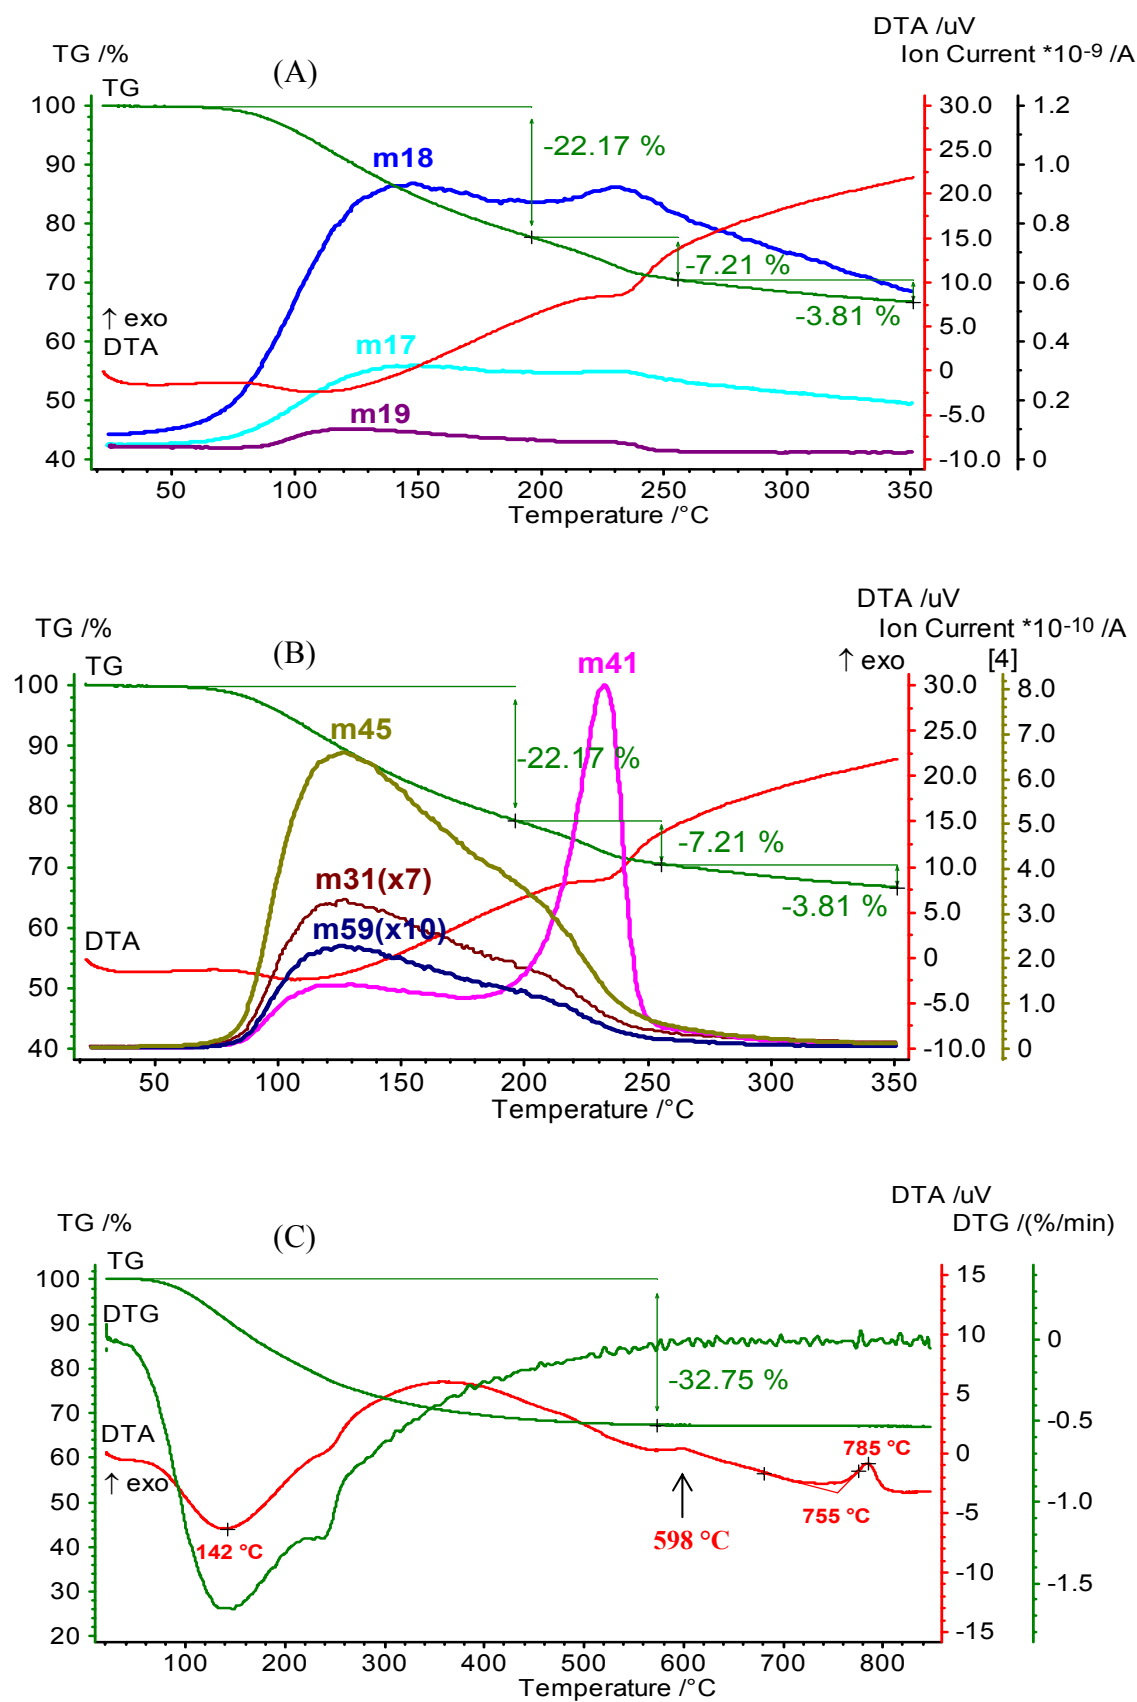 DTA /uV
TG /% Ion Current *10-9 /A
(A)
TG
100 30.0 1.2
-22.17 %
25.0
m18
90 1.0
20.0
80 0.8
15.0
-7.21 %
70 10.0 0.6
-3.81 %
↑ exo
5.0
DTA
60 0.4
m17
0
50 0.2
m19
-5.0
40 -10.0 0
50 100 150 200 250 300 350
Temperature /°C
DTA /uV
TG /% Ion Current *10-10 /A
(B)
TG m41 ↑ exo [4]
100 30.0 8.0
m45
25.0 7.0
90
-22.17 %
20.0 6.0
80
15.0 5.0
-7.21 %
70 10.0 4.0
m31(x7)
-3.81 %
5.0 3.0
60
m59(x10)
DTA
0 2.0
50
-5.0 1.0
40 -10.0 0
50 100 150 200 250 300 350
Temperature /°C
DTA /uV
TG /% DTG /(%/min)
(C)
TG
100 15
DTG
90
10 0
80
-32.75 %
5
70 -0.5
DTA
785 °C
60 0
↑ exo
50 -1.0
755 °C
-5
598 °C
142 °C
40
-10
30 -1.5
20 -15
100 200 300 400 500 600 700 800
Temperature /°C